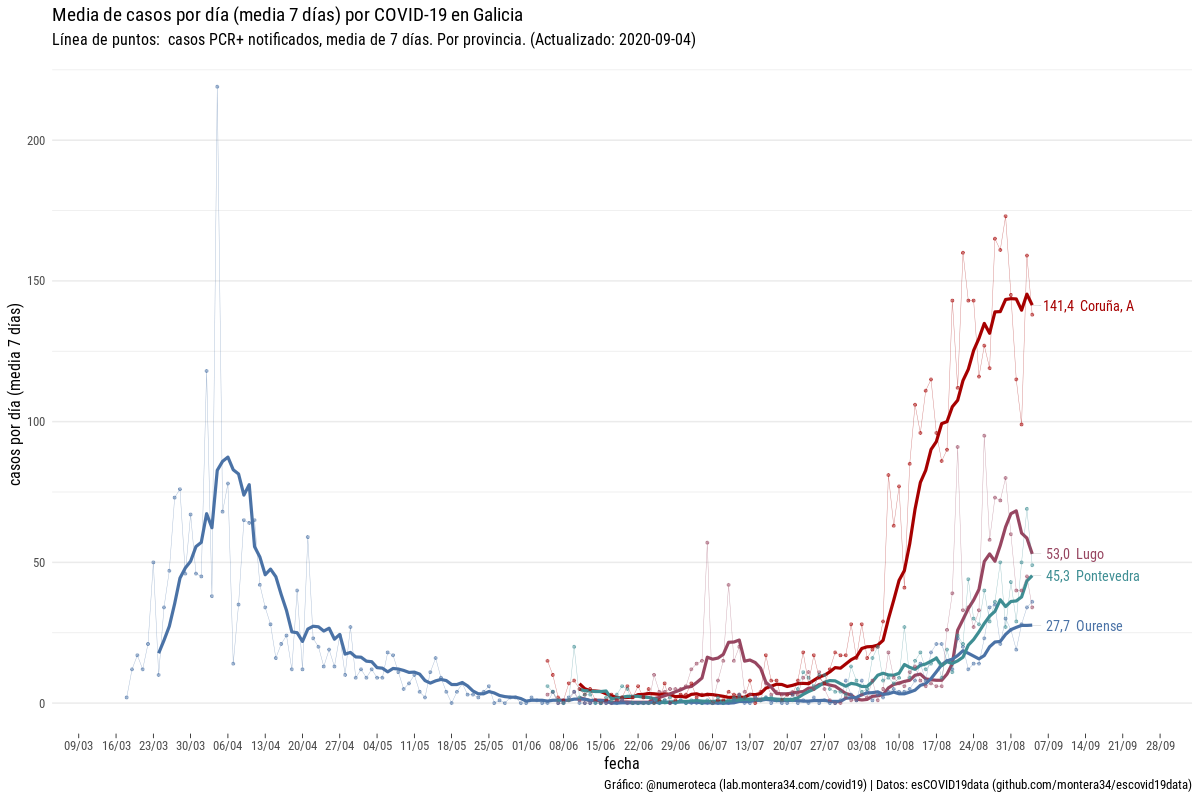 Media de casos por día (media 7 días) por COVID-19 en Galicia
Línea de puntos:  casos PCR+ notificados, media de 7 días. Por provincia. (Actualizado: 2020-09-04)
casos por día (media 7 días)
200
150
100
50
0
141,4 Coruña, A
53,0 Lugo
45,3 Pontevedra
27,7 Ourense
09/03 16/03 23/03 30/03 06/04 13/04 20/04 27/04 04/05 11/05 18/05 25/05 01/06 08/06 15/06 22/06 29/06 06/07 13/07 20/07 27/07 03/08 10/08 17/08 24/08 31/08 07/09 14/09 21/09 28/09
fecha
Gráfico: @numeroteca (lab.montera34.com/covid19) | Datos: esCOVID19data (github.com/montera34/escovid19data)